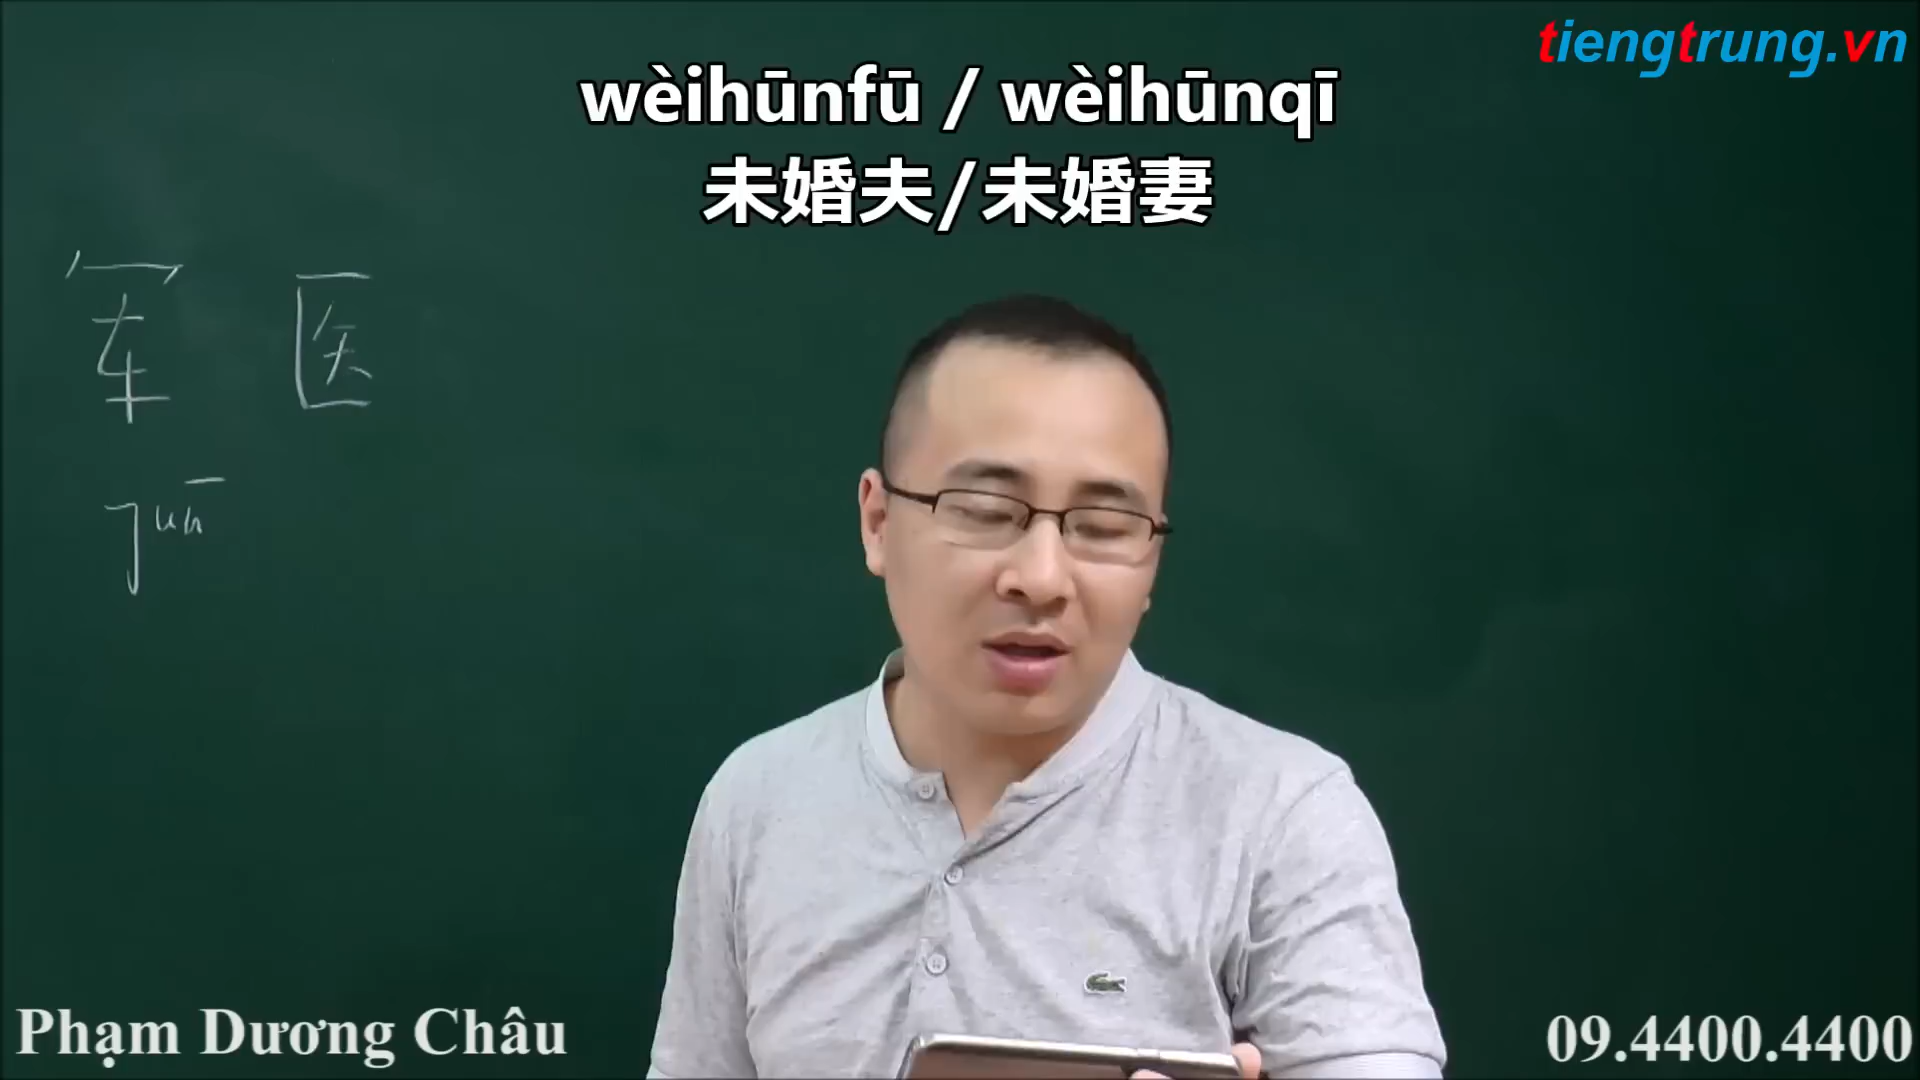 tiengtrung.vn
wèihūnfū / wèihūnqī
未婚夫/未婚妻
军 医
jūn
Phạm Dương Châu
09.4400.4400